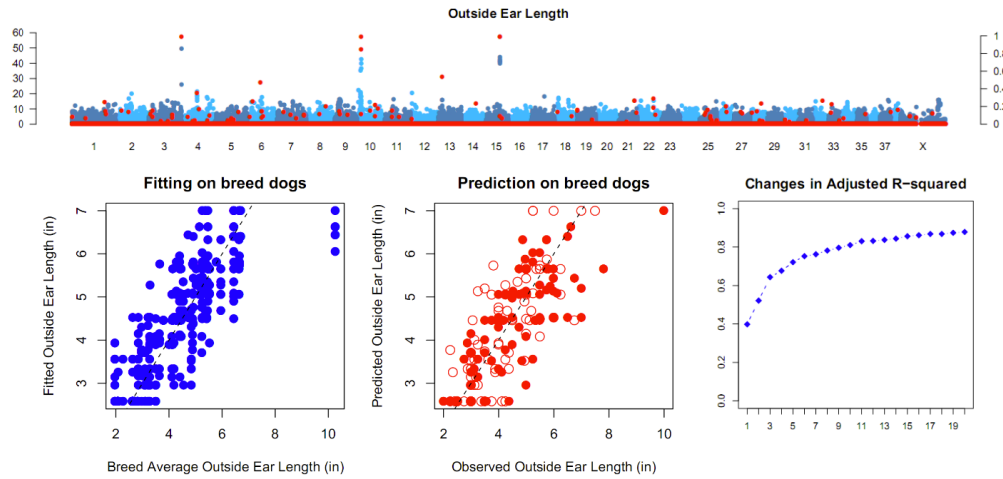 Outside Ear Length
60
50
40
30
20
10
0
1
0.8
0.6
0.4
0.2
0
1 2 3 4 5 6 7 8 9 10 11 12 13 14 15 16 17 18 19 20 21 22 23 25 27 29 31 33 35 37 X
Fitting on breed dogs
Fitted Outside Ear Length (in)
7
6
5
4
3
2 4 6 8 10
Breed Average Outside Ear Length (in)
Prediction on breed dogs
Predicted Outside Ear Length (in)
7
6
5
4
3
2 4 6 8 10
Observed Outside Ear Length (in)
Changes in Adjusted R-squared
1.0
0.8
0.6
0.4
0.2
0.0
1 3 5 7 9 11 13 15 17 19